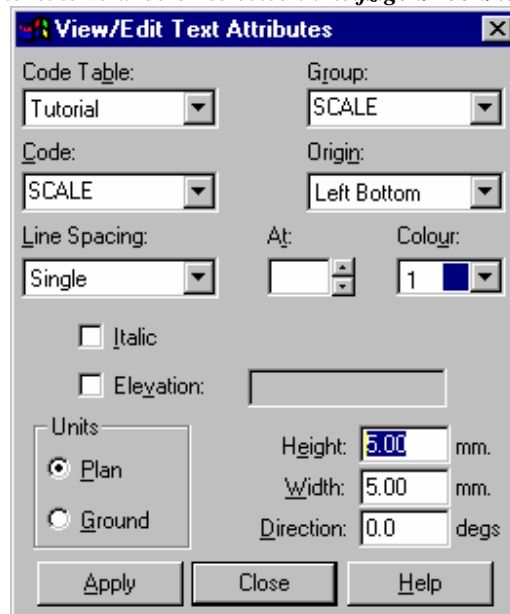 View/Edit Text Attributes
Code Table: Group:
Tutorial SCALE
Code: Origin:
SCALE Left Bottom
Line Spacing: At: Colour:
Single 1
Italic
Elevation:
Units
Plan
Ground
Height: 5.00 mm.
Width: 5.00 mm.
Direction: 0.0 degs
Apply Close Help